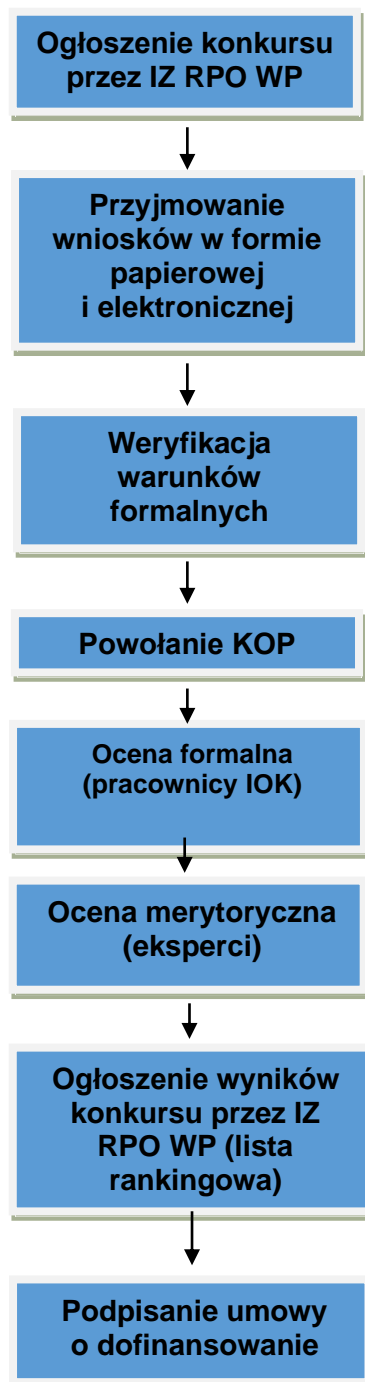 Ogłoszenie konkursu
przez IZ RPO WP
Przyjmowanie
wniosków w formie
papierowej
i elektronicznej
Weryfikacja
warunków
formalnych
Powołanie KOP
Ocena formalna
(pracownicy IOK)
Ocena merytoryczna
(eksperci)
Ogłoszenie wyników
konkursu przez IZ
RPO WP (lista
rankingowa)
Podpisanie umowy
o dofinansowanie